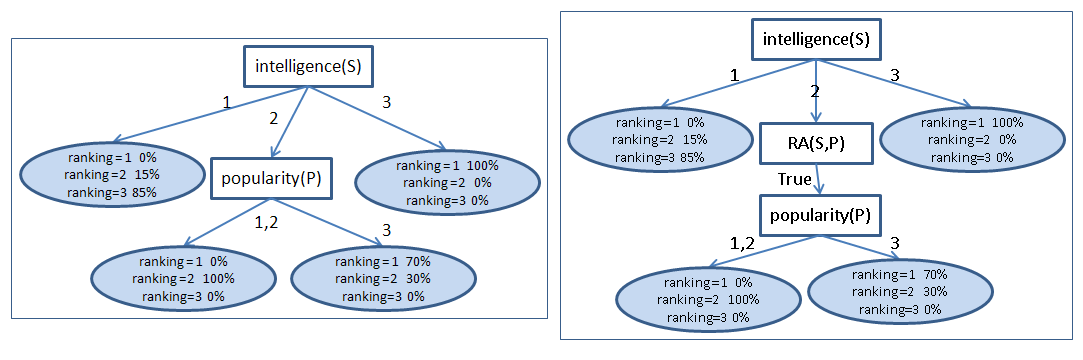 intelligence(S)
1
2
3
ranking=1 0%
ranking=2 15%
ranking=3 85%
popularity(P)
ranking=1 100%
ranking=2 0%
ranking=3 0%
1,2
3
ranking=1 0%
ranking=2 100%
ranking=3 0%
ranking=1 70%
ranking=2 30%
ranking=3 0%
intelligence(S)
1
2
3
ranking=1 0%
ranking=2 15%
ranking=3 85%
RA(S,P)
ranking=1 100%
ranking=2 0%
ranking=3 0%
True
popularity(P)
1,2
3
ranking=1 0%
ranking=2 100%
ranking=3 0%
ranking=1 70%
ranking=2 30%
ranking=3 0%